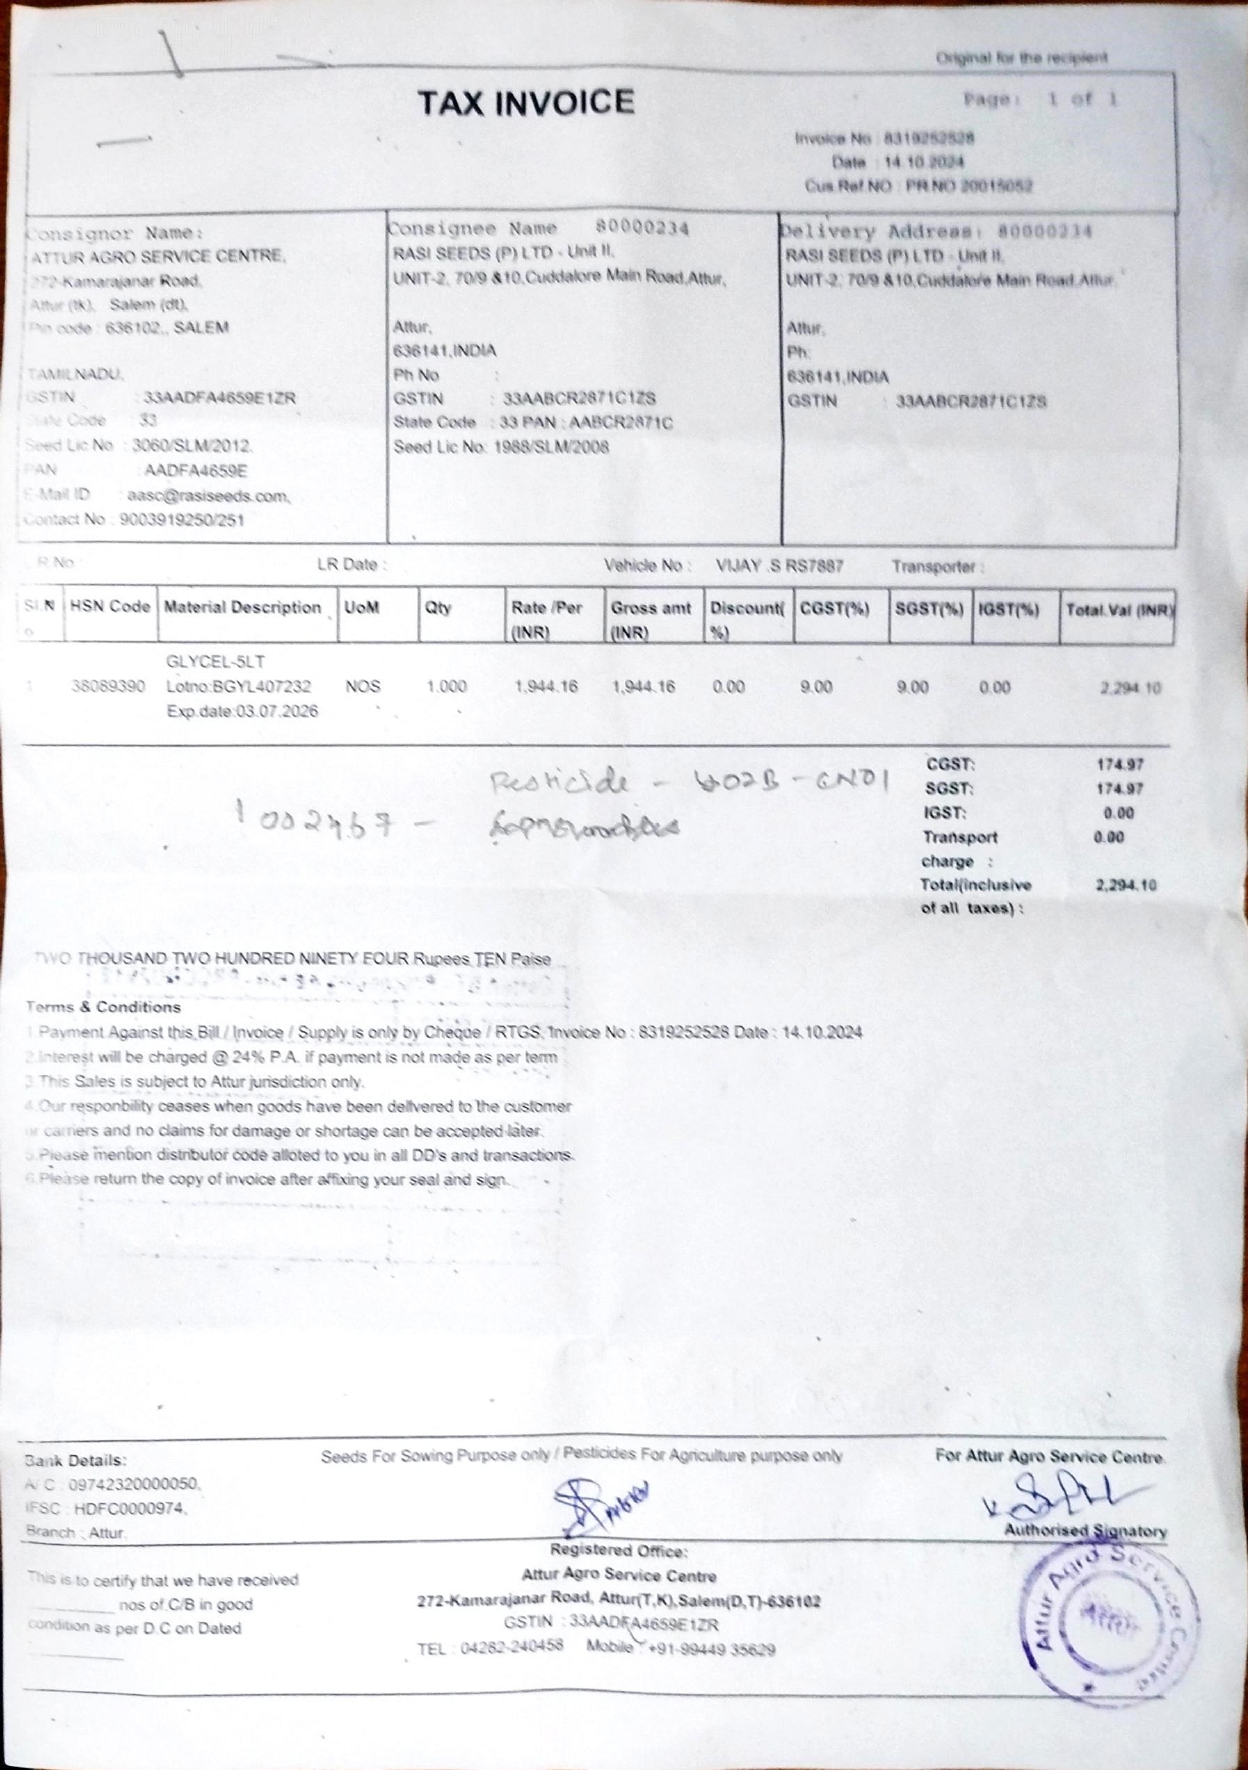 Original for the recipient
TAX INVOICE
Page: 1 of 1
Invoice No : 8319252528
Date : 14.10.2024
Cus.Ref.NO : PR.NO 20015052
Consignor Name:
ATTUR AGRO SERVICE CENTRE,
272-Kamarajanar Road,
Attur (tk), Salem (dt),
Pin code : 636102,, SALEM
TAMILNADU,
GSTIN : 33AADFA4659E1ZR
State Code : 33
Seed Lic No : 3060/SLM/2012,
PAN : AADFA4659E
E-Mail ID : aasc@rasiseeds.com,
Contact No : 9003919250/251
Consignee Name 80000234
RASI SEEDS (P) LTD - Unit II,
UNIT-2, 70/9 &10,Cuddalore Main Road,Attur,
Attur,
636141,INDIA
Ph No :
GSTIN : 33AABCR2871C1ZS
State Code : 33 PAN : AABCR2871C
Seed Lic No: 1988/SLM/2008
Delivery Address: 80000234
RASI SEEDS (P) LTD - Unit II,
UNIT-2, 70/9 &10,Cuddalore Main Road,Attur,
Attur,
Ph:
636141,INDIA
GSTIN : 33AABCR2871C1ZS
LR No : LR Date : Vehicle No : VIJAY .S RS7887 Transporter :
Sl.No HSN Code Material Description UoM Qty Rate /Per (INR) Gross amt (INR) Discount(%) CGST(%) SGST(%) IGST(%) Total.Val (INR)
GLYCEL-5LT
1 38089390 Lotno:BGYL407232 NOS 1.000 1,944.16 1,944.16 0.00 9.00 9.00 0.00 2,294.10
Exp.date:03.07.2026
CGST: 174.97
SGST: 174.97
IGST: 0.00
Transport charge : 0.00
Total(inclusive of all taxes) : 2,294.10
Pesticide -
TWO THOUSAND TWO HUNDRED NINETY FOUR Rupees TEN Paise
Terms & Conditions
1.Payment Against this Bill / Invoice / Supply is only by Cheque / RTGS. Invoice No : 8319252528 Date : 14.10.2024
2.Interest will be charged @ 24% P.A. if payment is not made as per term
3.This Sales is subject to Attur jurisdiction only.
4.Our responbility ceases when goods have been delivered to the customer
or carriers and no claims for damage or shortage can be accepted later.
5.Please mention distributor code alloted to you in all DD's and transactions.
6.Please return the copy of invoice after affixing your seal and sign.
Bank Details:
A/ C : 09742320000050,
IFSC : HDFC0000974,
Branch : Attur.
Seeds For Sowing Purpose only / Pesticides For Agriculture purpose only
For Attur Agro Service Centre.
Authorised Signatory
This is to certify that we have received
________ nos of C/B in good
condition as per D.C on Dated
Registered Office:
Attur Agro Service Centre
272-Kamarajanar Road, Attur(T,K),Salem(D,T)-636102
GSTIN : 33AADFA4659E1ZR
TEL : 04282-240458 Mobile : +91-99449 35629
Attur Agro Service Centre
Attur